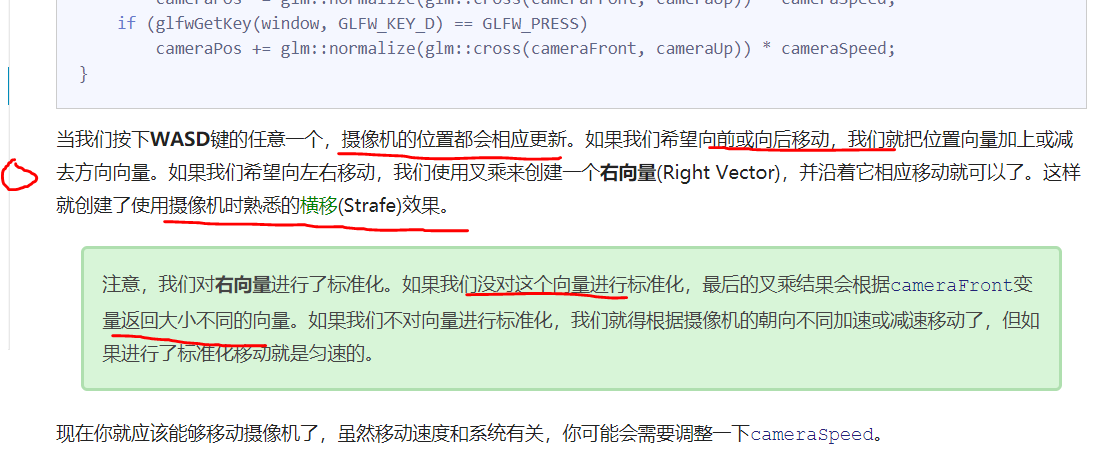 cameraPos -= glm::normalize(glm::cross(cameraFront, cameraUp)) * cameraSpeed;
if (glfwGetKey(window, GLFW_KEY_D) == GLFW_PRESS)
cameraPos += glm::normalize(glm::cross(cameraFront, cameraUp)) * cameraSpeed;
}
当我们按下WASD键的任意一个，摄像机的位置都会相应更新。如果我们希望向前或向后移动，我们就把位置向量加上或减
去方向向量。如果我们希望向左右移动，我们使用叉乘来创建一个右向量(Right Vector)，并沿着它相应移动就可以了。这样
就创建了使用摄像机时熟悉的横移(Strafe)效果。
注意，我们对右向量进行了标准化。如果我们没对这个向量进行标准化，最后的叉乘结果会根据cameraFront变
量返回大小不同的向量。如果我们不对向量进行标准化，我们就得根据摄像机的朝向不同加速或减速移动了，但如
果进行了标准化移动就是匀速的。
现在你就应该能够移动摄像机了，虽然移动速度和系统有关，你可能会需要调整一下cameraSpeed。